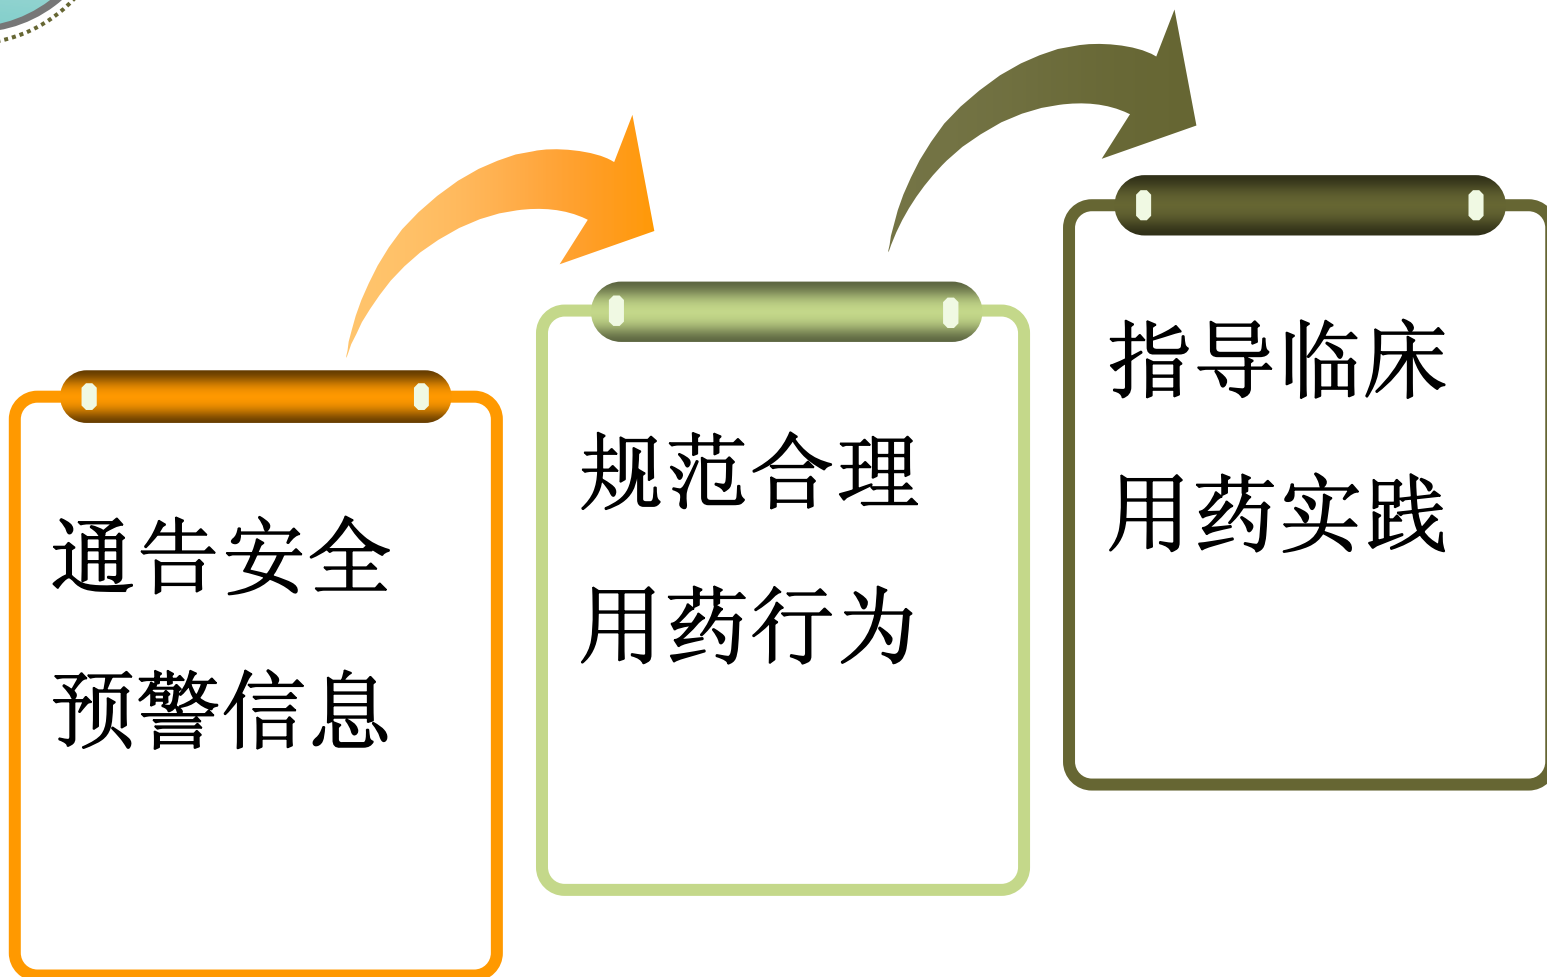 通告安全
预警信息
规范合理
用药行为
指导临床
用药实践